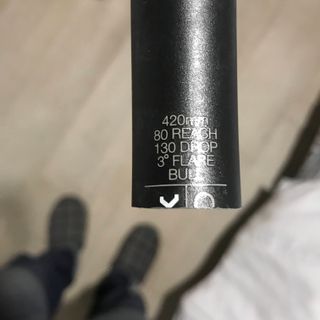 420mm
80 REACH
130 DROP
3° FLARE